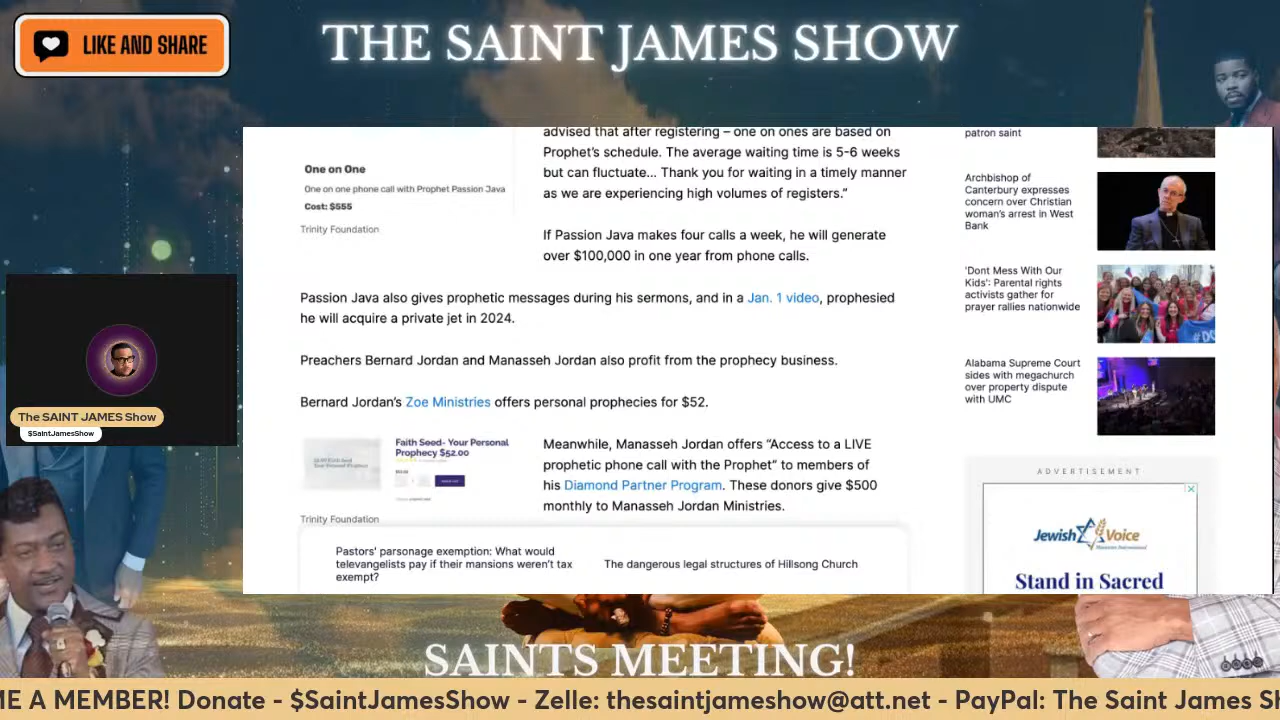 LIKE AND SHARE
THE SAINT JAMES SHOW
advised that after registering – one on ones are based on
Prophet's schedule. The average waiting time is 5-6 weeks
but can fluctuate... Thank you for waiting in a timely manner
as we are experiencing high volumes of registers."
One on One
One on one phone call with Prophet Passion Java
Cost: $555
Trinity Foundation
If Passion Java makes four calls a week, he will generate
over $100,000 in one year from phone calls.
Passion Java also gives prophetic messages during his sermons, and in a Jan. 1 video, prophesied
he will acquire a private jet in 2024.
Preachers Bernard Jordan and Manasseh Jordan also profit from the prophecy business.
Bernard Jordan's Zoe Ministries offers personal prophecies for $52.
Faith Seed- Your Personal
Prophecy $52.00
Meanwhile, Manasseh Jordan offers "Access to a LIVE
prophetic phone call with the Prophet" to members of
his Diamond Partner Program. These donors give $500
monthly to Manasseh Jordan Ministries.
Trinity Foundation
Pastors' parsonage exemption: What would
televangelists pay if their mansions weren't tax
exempt?
The dangerous legal structures of Hillsong Church
patron saint
Archbishop of
Canterbury expresses
concern over Christian
woman's arrest in West
Bank
'Dont Mess With Our
Kids': Parental rights
activists gather for
prayer rallies nationwide
Alabama Supreme Court
sides with megachurch
over property dispute
with UMC
ADVERTISEMENT
Jewish Voice
Stand in Sacred
The SAINT JAMES Show
$SaintJamesShow
SAINTS MEETING!
ME A MEMBER! Donate - $SaintJamesShow - Zelle: thesaintjameshow@att.net - PayPal: The Saint James Sh